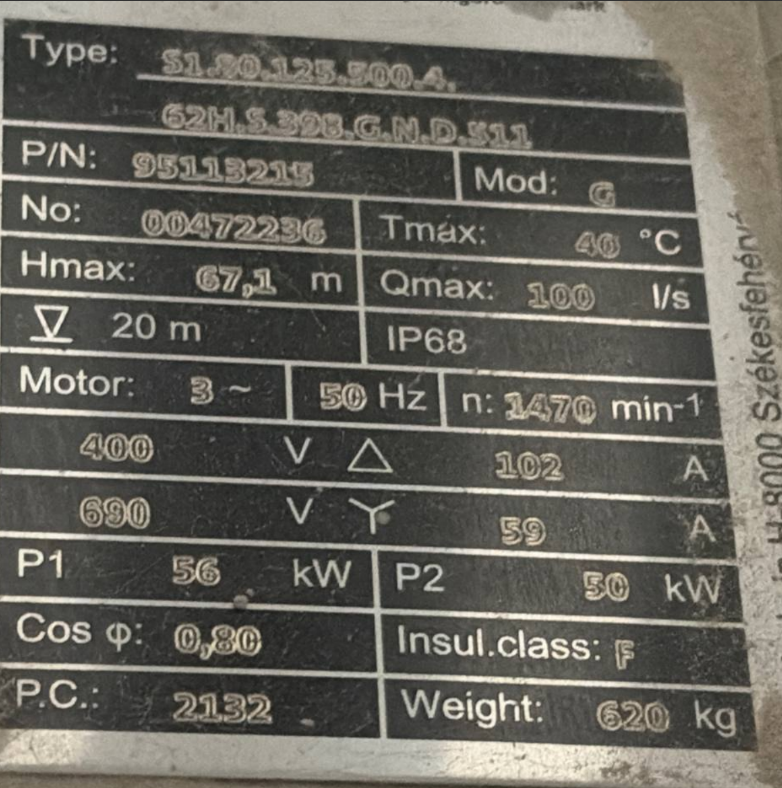 Type: S1.80.125.500.4.
62H.S.398.G.N.D.511
P/N: 95113215 Mod: G
No: 00472236 Tmax: 40 °C
Hmax: 67,1 m Qmax: 100 l/s
20 m IP68
Motor: 3 ~ 50 Hz n: 1470 min-1
400 V △ 102 A
690 V Y 59 A
P1 56 kW P2 50 kW
Cos φ: 0,80 Insul.class: F
P.C.: 2132 Weight: 620 kg
H-8000 Székesfehérvá